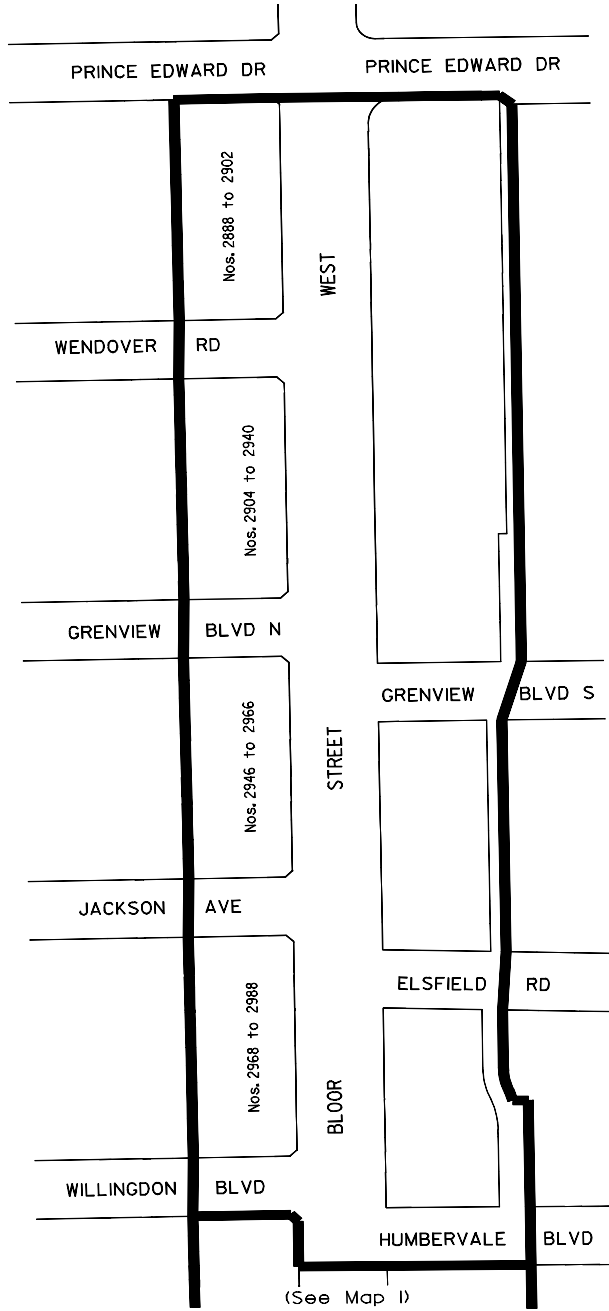 PRINCE EDWARD DR
PRINCE EDWARD DR
Nos. 2888 to 2902
WEST
WENDOVER RD
Nos. 2904 to 2940
GRENVIEW BLVD N
GRENVIEW BLVD S
Nos. 2946 to 2966
STREET
JACKSON AVE
ELSFIELD RD
Nos. 2968 to 2988
BLOOR
WILLINGDON BLVD
HUMBERVALE BLVD
(See Map 1)